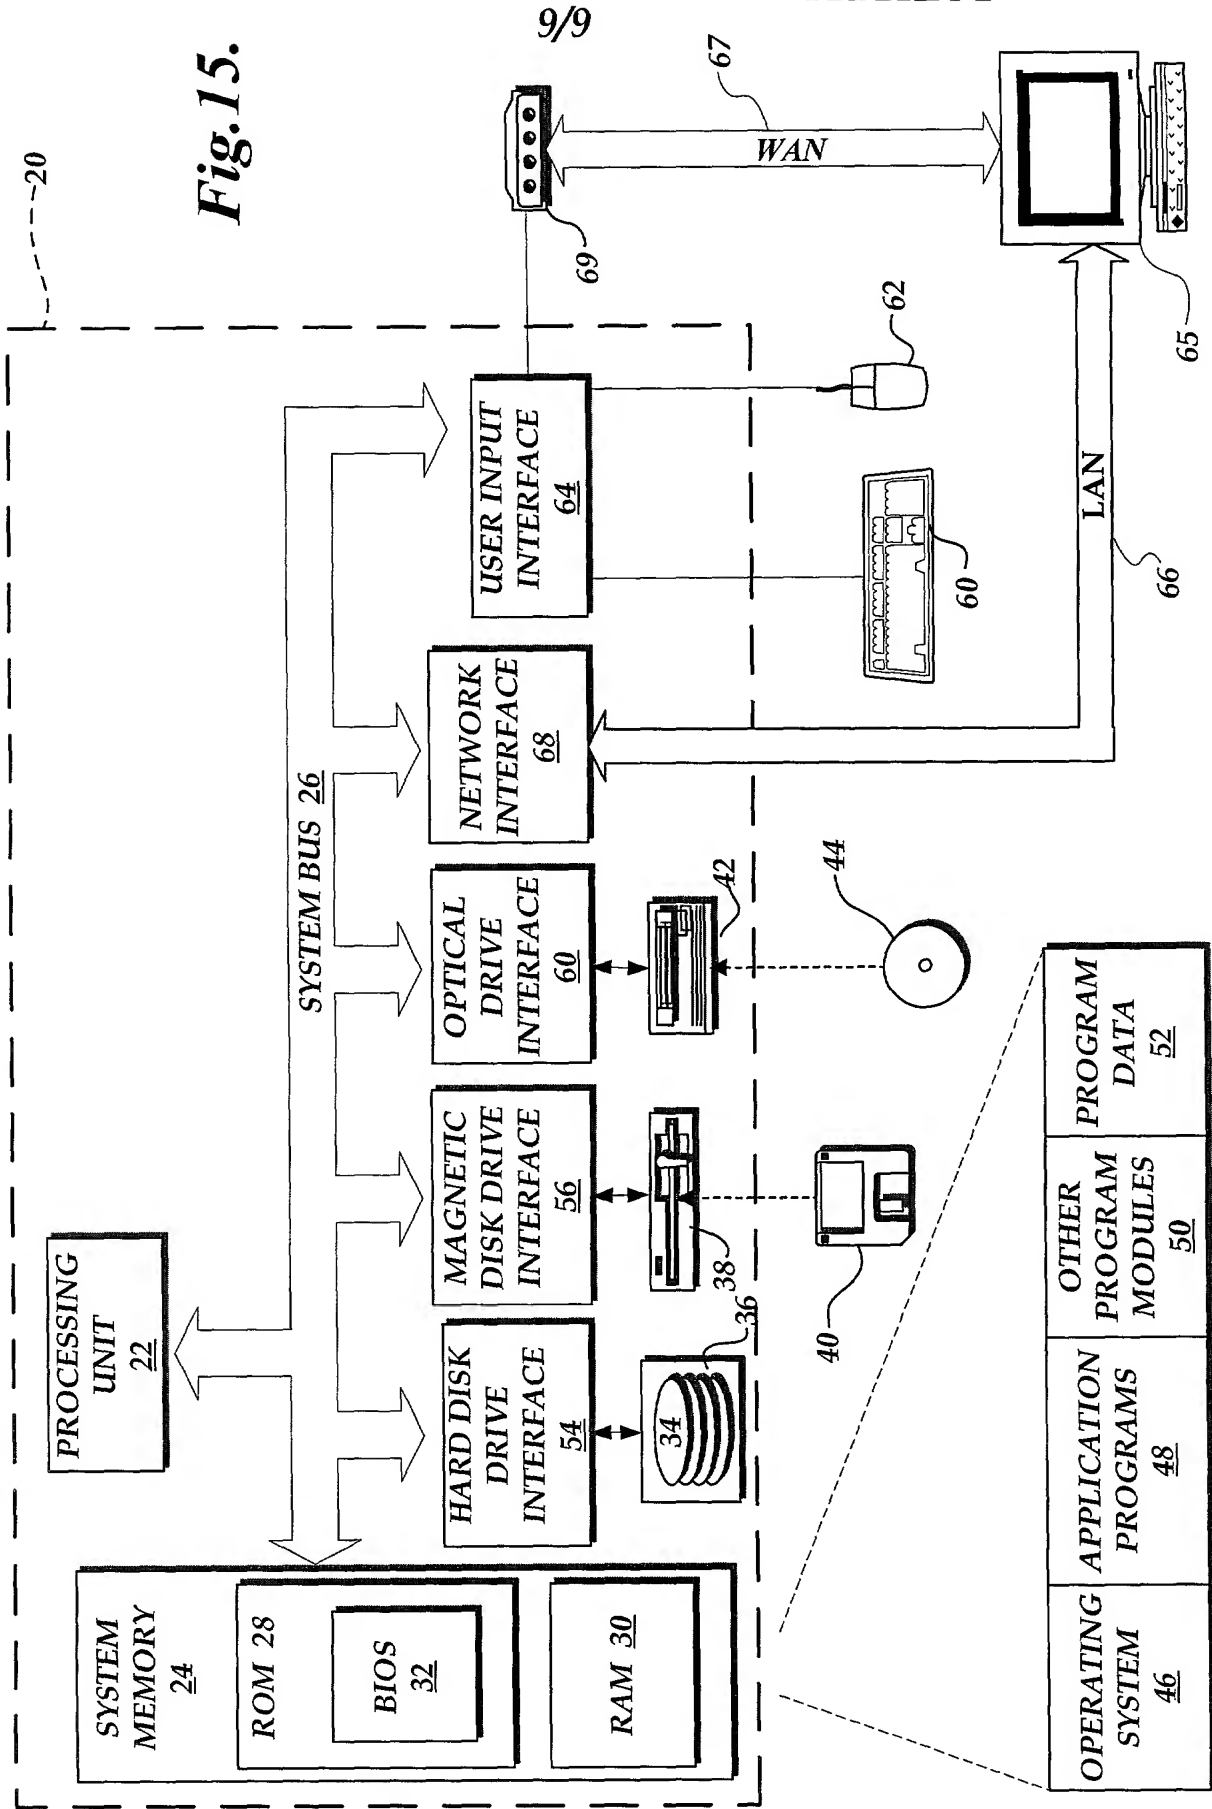 9/9
Fig.15.
20
PROCESSING
UNIT
22
SYSTEM BUS 26
SYSTEM
MEMORY
24
ROM 28
BIOS
32
RAM 30
HARD DISK
DRIVE
INTERFACE
54
MAGNETIC
DISK DRIVE
INTERFACE
56
OPTICAL
DRIVE
INTERFACE
60
NETWORK
INTERFACE
68
USER INPUT
INTERFACE
64
34
36
38
42
69
67
WAN
40
44
60
62
LAN
66
65
OPERATING
SYSTEM
46
APPLICATION
PROGRAMS
48
OTHER
PROGRAM
MODULES
50
PROGRAM
DATA
52